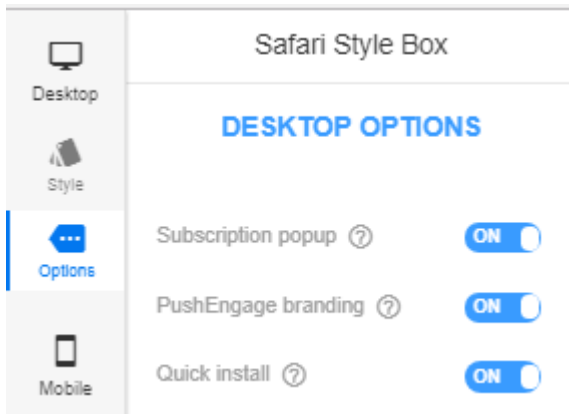 Safari Style Box
Desktop
DESKTOP OPTIONS
Style
Subscription popup ? ON
Options
PushEngage branding ? ON
Quick install ? ON
Mobile